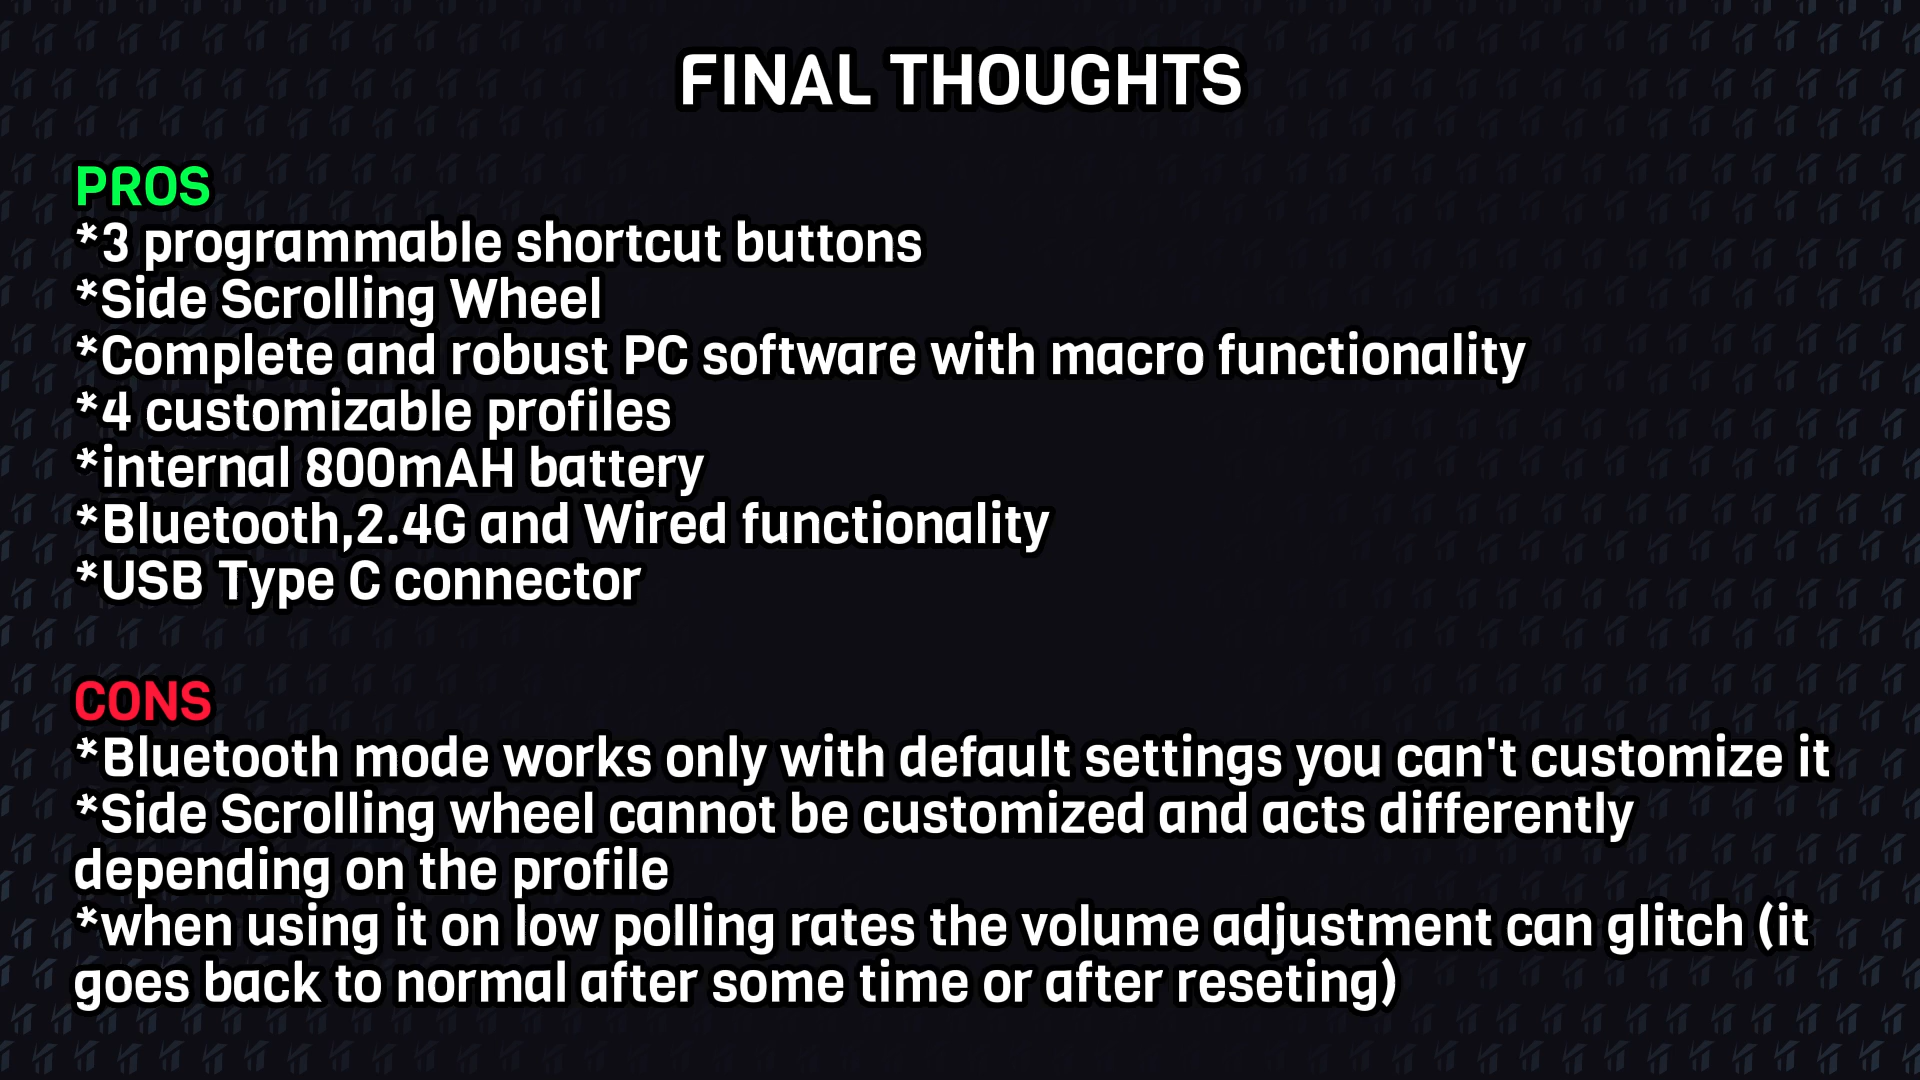 FINAL THOUGHTS
PROS
*3 programmable shortcut buttons
*Side Scrolling Wheel
*Complete and robust PC software with macro functionality
*4 customizable profiles
*internal 800mAH battery
*Bluetooth,2.4G and Wired functionality
*USB Type C connector
CONS
*Bluetooth mode works only with default settings you can't customize it
*Side Scrolling wheel cannot be customized and acts differently
depending on the profile
*when using it on low polling rates the volume adjustment can glitch (it
goes back to normal after some time or after reseting)